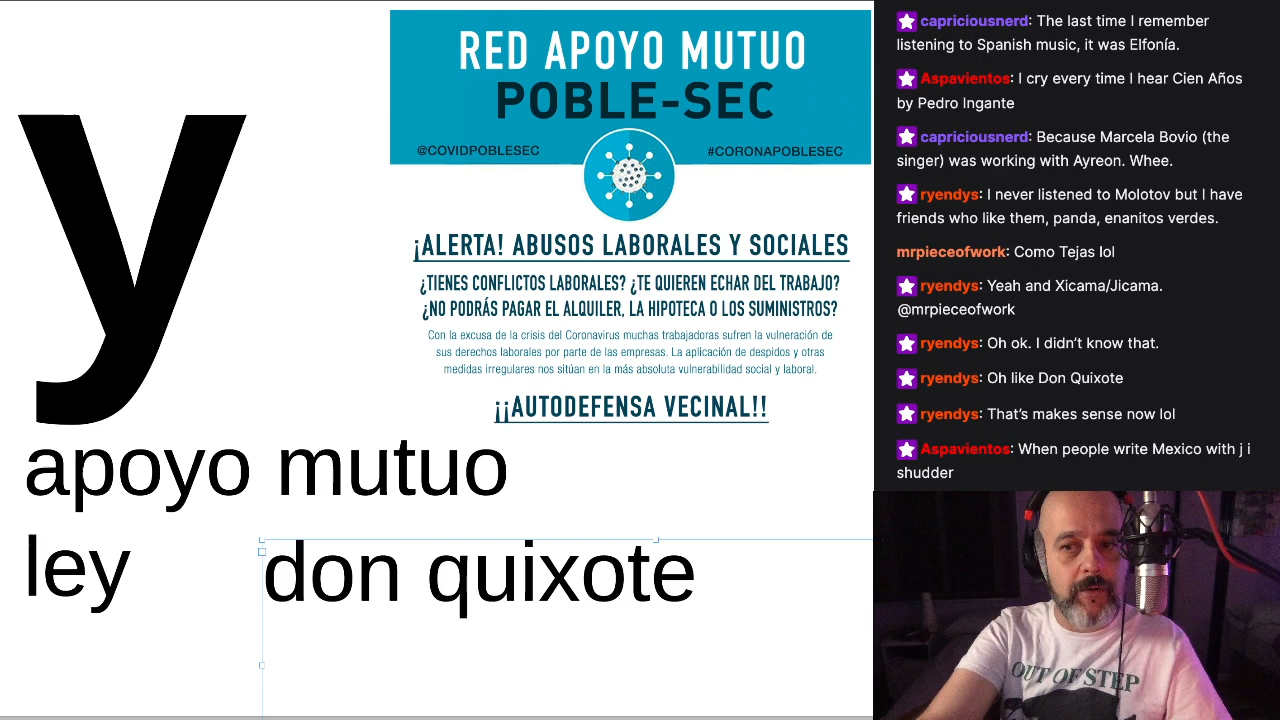 y
RED APOYO MUTUO
POBLE-SEC
@COVIDPOBLESEC
#CORONAPOBLESEC
¡ALERTA! ABUSOS LABORALES Y SOCIALES
¿TIENES CONFLICTOS LABORALES? ¿TE QUIEREN ECHAR DEL TRABAJO?
¿NO PODRÁS PAGAR EL ALQUILER, LA HIPOTECA O LOS SUMINISTROS?
Con la excusa de la crisis del Coronavirus muchas trabajadoras sufren la vulneración de
sus derechos laborales por parte de las empresas. La aplicación de despidos y otras
medidas irregulares nos sitúan en la más absoluta vulnerabilidad social y laboral.
¡¡AUTODEFENSA VECINAL!!
apoyo mutuo
ley
don quixote
capriciousnerd: The last time I remember
listening to Spanish music, it was Elfonía.
Aspavientos: I cry every time I hear Cien Años
by Pedro Ingante
capriciousnerd: Because Marcela Bovio (the
singer) was working with Ayreon. Whee.
ryendys: I never listened to Molotov but I have
friends who like them, panda, enanitos verdes.
mrpieceofwork: Como Tejas lol
ryendys: Yeah and Xicama/Jicama.
@mrpieceofwork
ryendys: Oh ok. I didn't know that.
ryendys: Oh like Don Quixote
ryendys: That's makes sense now lol
Aspavientos: When people write Mexico with j i
shudder
OUT OF STEP